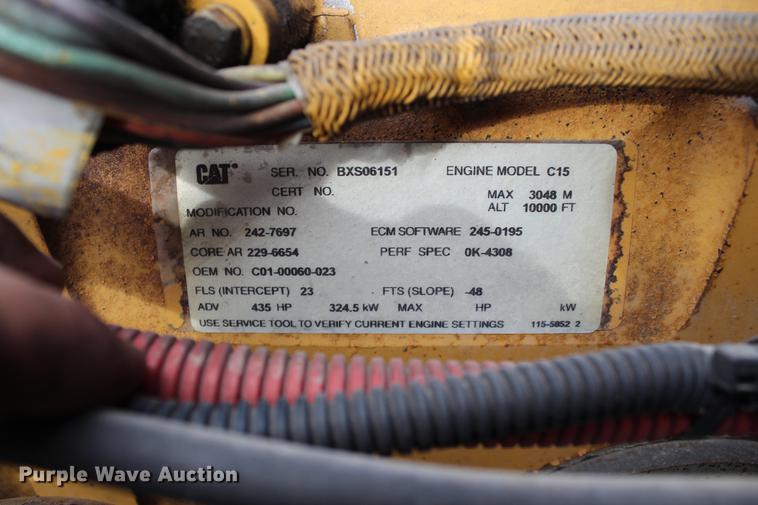 CAT SER. NO. BXS06151 ENGINE MODEL C15
CERT NO. MAX 3048 M
MODIFICATION NO. ALT 10000 FT
AR NO. 242-7697 ECM SOFTWARE 245-0195
CORE AR 229-6654 PERF SPEC 0K-4308
OEM NO. C01-00060-023
FLS (INTERCEPT) 23 FTS (SLOPE) -48
ADV 435 HP 324.5 kW MAX HP kW
USE SERVICE TOOL TO VERIFY CURRENT ENGINE SETTINGS 115-5852 2
Purple Wave Auction